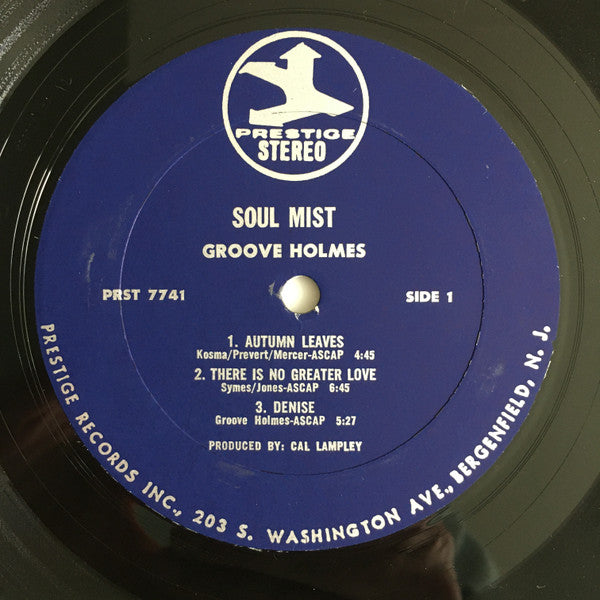 PRESTIGE
STEREO
SOUL MIST
GROOVE HOLMES
PRST 7741
SIDE 1
1. AUTUMN LEAVES
Kosma/Prevert/Mercer-ASCAP 4:45
2. THERE IS NO GREATER LOVE
Symes/Jones-ASCAP 6:45
3. DENISE
Groove Holmes-ASCAP 5:27
PRODUCED BY: CAL LAMPLEY
PRESTIGE RECORDS INC., 203 S. WASHINGTON AVE., BERGENFIELD, N. J.